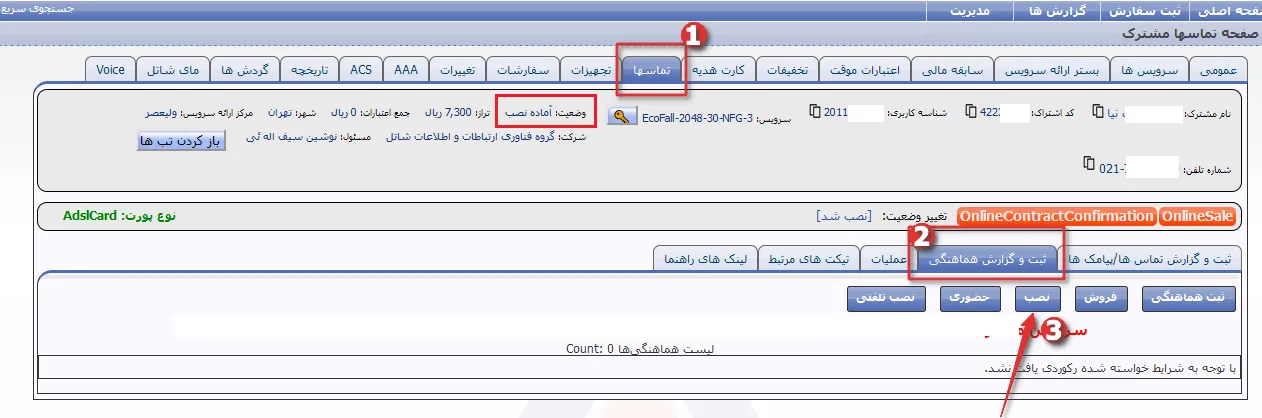 صفحه اصلی ثبت سفارش گزارش ها مدیریت جستجوی سریع
صفحه تماسها مشترک
1
عمومی سرویس ها بستر ارائه سرویس سابقه مالی اعتبارات موقت تخفیفات کارت هدیه تماسها تجهیزات سفارشات تغییرات AAA ACS تاریخچه گردش ها مای شاتل Voice
نام مشترک: نیا کد اشتراک: 422 شناسه کاربری: 2011 سرویس: EcoFall-2048-30-NFG-3 وضعیت: آماده نصب تراز: 7,300 ریال جمع اعتبارات: 0 ریال شهر: تهران مرکز ارائه سرویس: ولیعصر
شرکت: گروه فناوری ارتباطات و اطلاعات شاتل مسئول: نوشین سیف اله ئی باز کردن تب ها
شماره تلفن: 021-
OnlineSale OnlineContractConfirmation تغییر وضعیت: [نصب شد] نوع پورت: AdslCard
2
ثبت و گزارش تماس ها/پیامک ها ثبت و گزارش هماهنگی عملیات تیکت های مرتبط لینک های راهنما
ثبت هماهنگی فروش نصب حضوری نصب تلفنی
3
لیست هماهنگی‌ها Count: 0
با توجه به شرایط خواسته شده رکوردی یافت نشد.